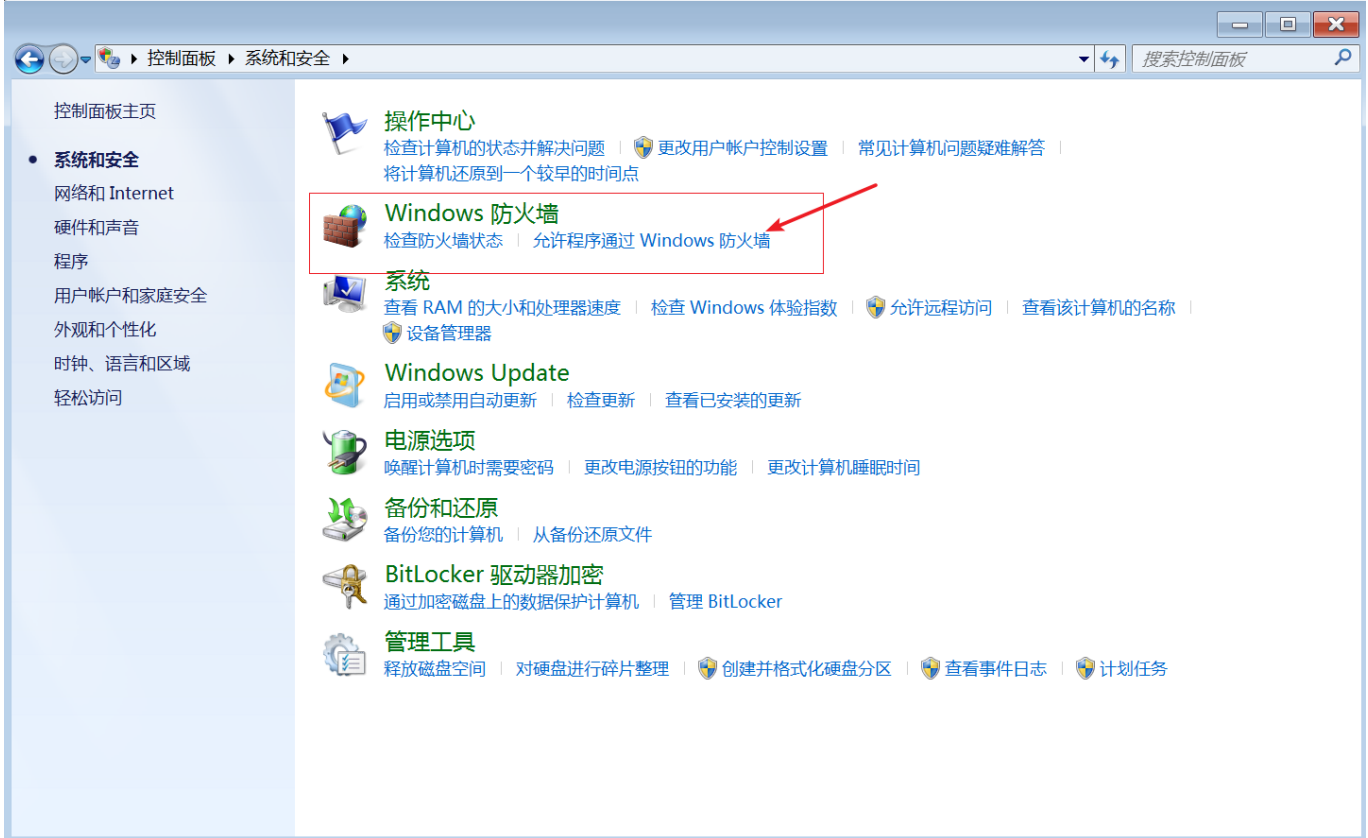 控制面板 系统和安全 搜索控制面板
控制面板主页
系统和安全
网络和 Internet
硬件和声音
程序
用户帐户和家庭安全
外观和个性化
时钟、语言和区域
轻松访问
操作中心
检查计算机的状态并解决问题 更改用户帐户控制设置 常见计算机问题疑难解答
将计算机还原到一个较早的时间点
Windows 防火墙
检查防火墙状态 允许程序通过 Windows 防火墙
系统
查看 RAM 的大小和处理器速度 检查 Windows 体验指数 允许远程访问 查看该计算机的名称
设备管理器
Windows Update
启用或禁用自动更新 检查更新 查看已安装的更新
电源选项
唤醒计算机时需要密码 更改电源按钮的功能 更改计算机睡眠时间
备份和还原
备份您的计算机 从备份还原文件
BitLocker 驱动器加密
通过加密磁盘上的数据保护计算机 管理 BitLocker
管理工具
释放磁盘空间 对硬盘进行碎片整理 创建并格式化硬盘分区 查看事件日志 计划任务